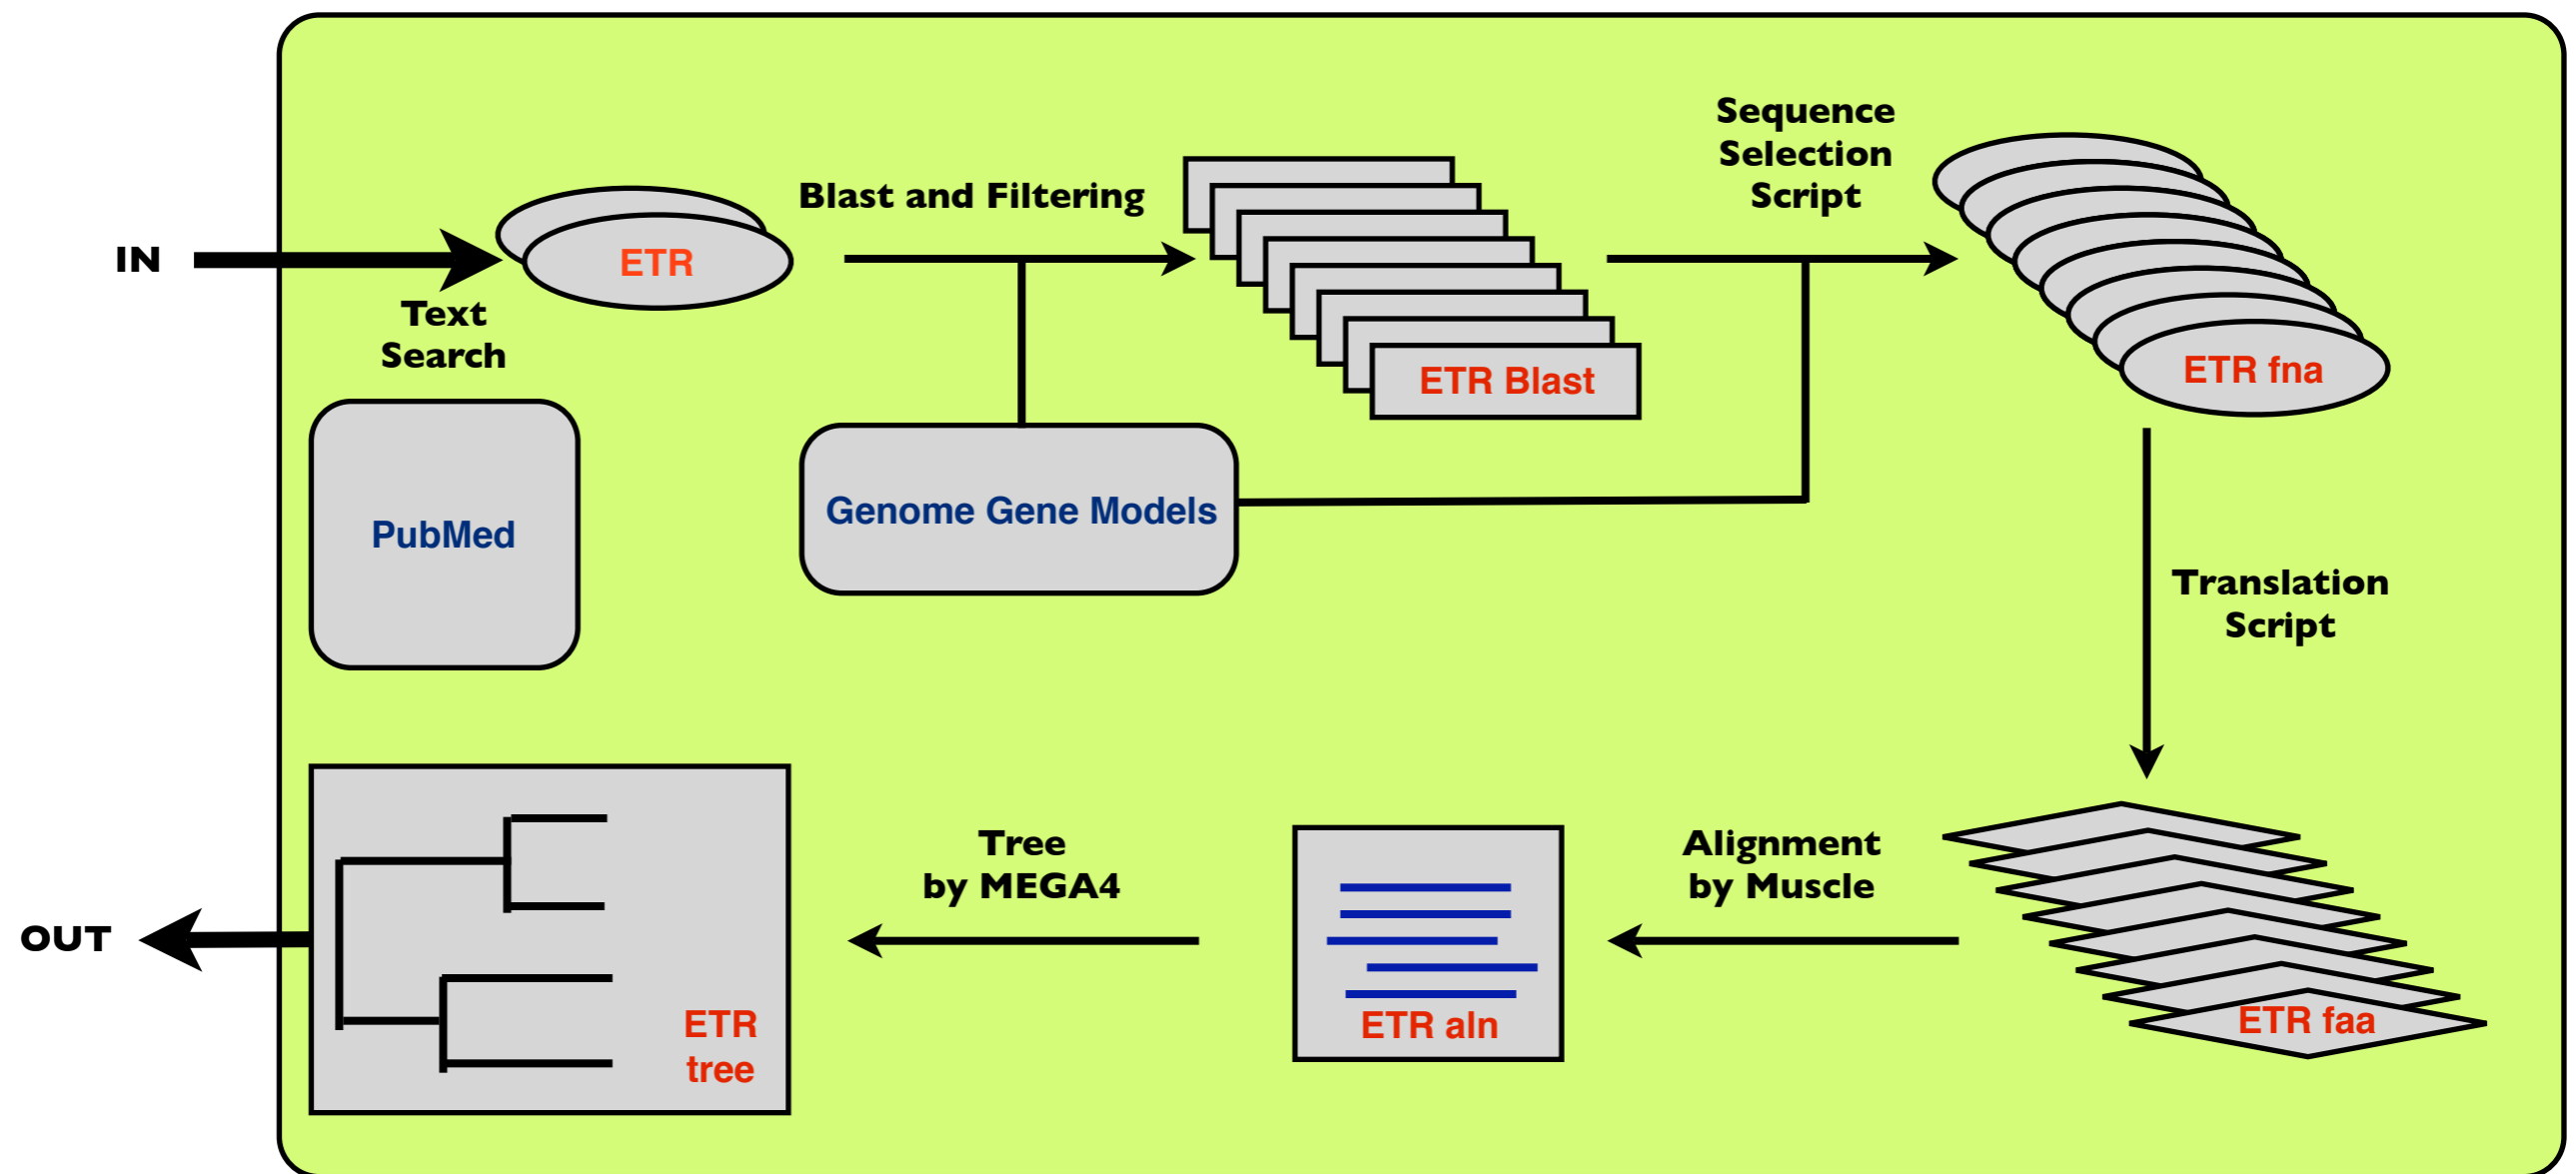 IN
Text
Search
ETR
Blast and Filtering
ETR Blast
Sequence
Selection
Script
ETR fna
PubMed
Genome Gene Models
Translation
Script
ETR faa
Alignment
by Muscle
ETR aln
Tree
by MEGA4
ETR
tree
OUT